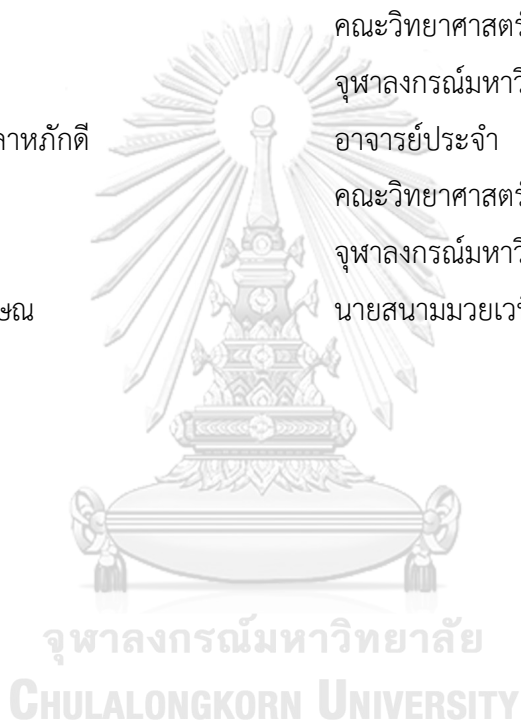 คณะวิทยาศาสตร์
จุฬาลงกรณ์มหาวิ
ลาหภักดี อาจารย์ประจำ
คณะวิทยาศาสตร์
จุฬาลงกรณ์มหาวิ
ษณ นายสนามมวยเวที
จุฬาลงกรณ์มหาวิทยาลัย
CHULALONGKORN UNIVERSITY